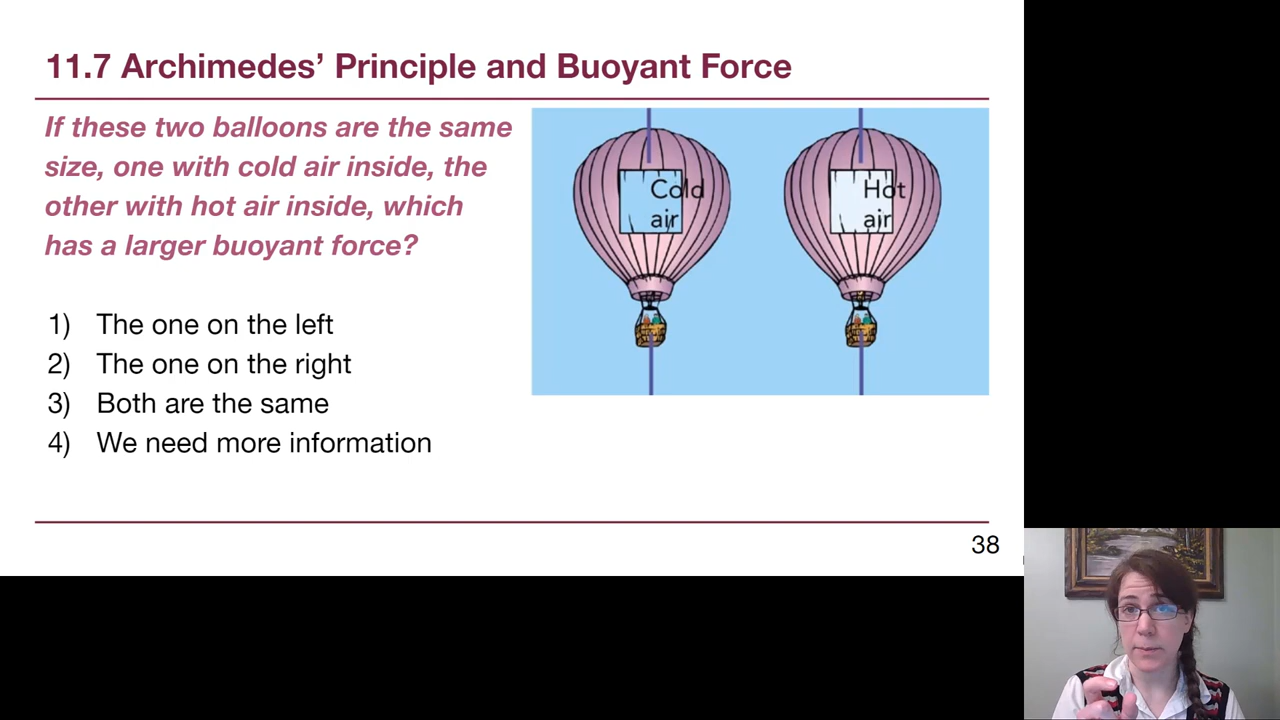 11.7 Archimedes’ Principle and Buoyant Force
If these two balloons are the same
size, one with cold air inside, the
other with hot air inside, which
has a larger buoyant force?
1) The one on the left
2) The one on the right
3) Both are the same
4) We need more information
Cold
air
Hot
air
38